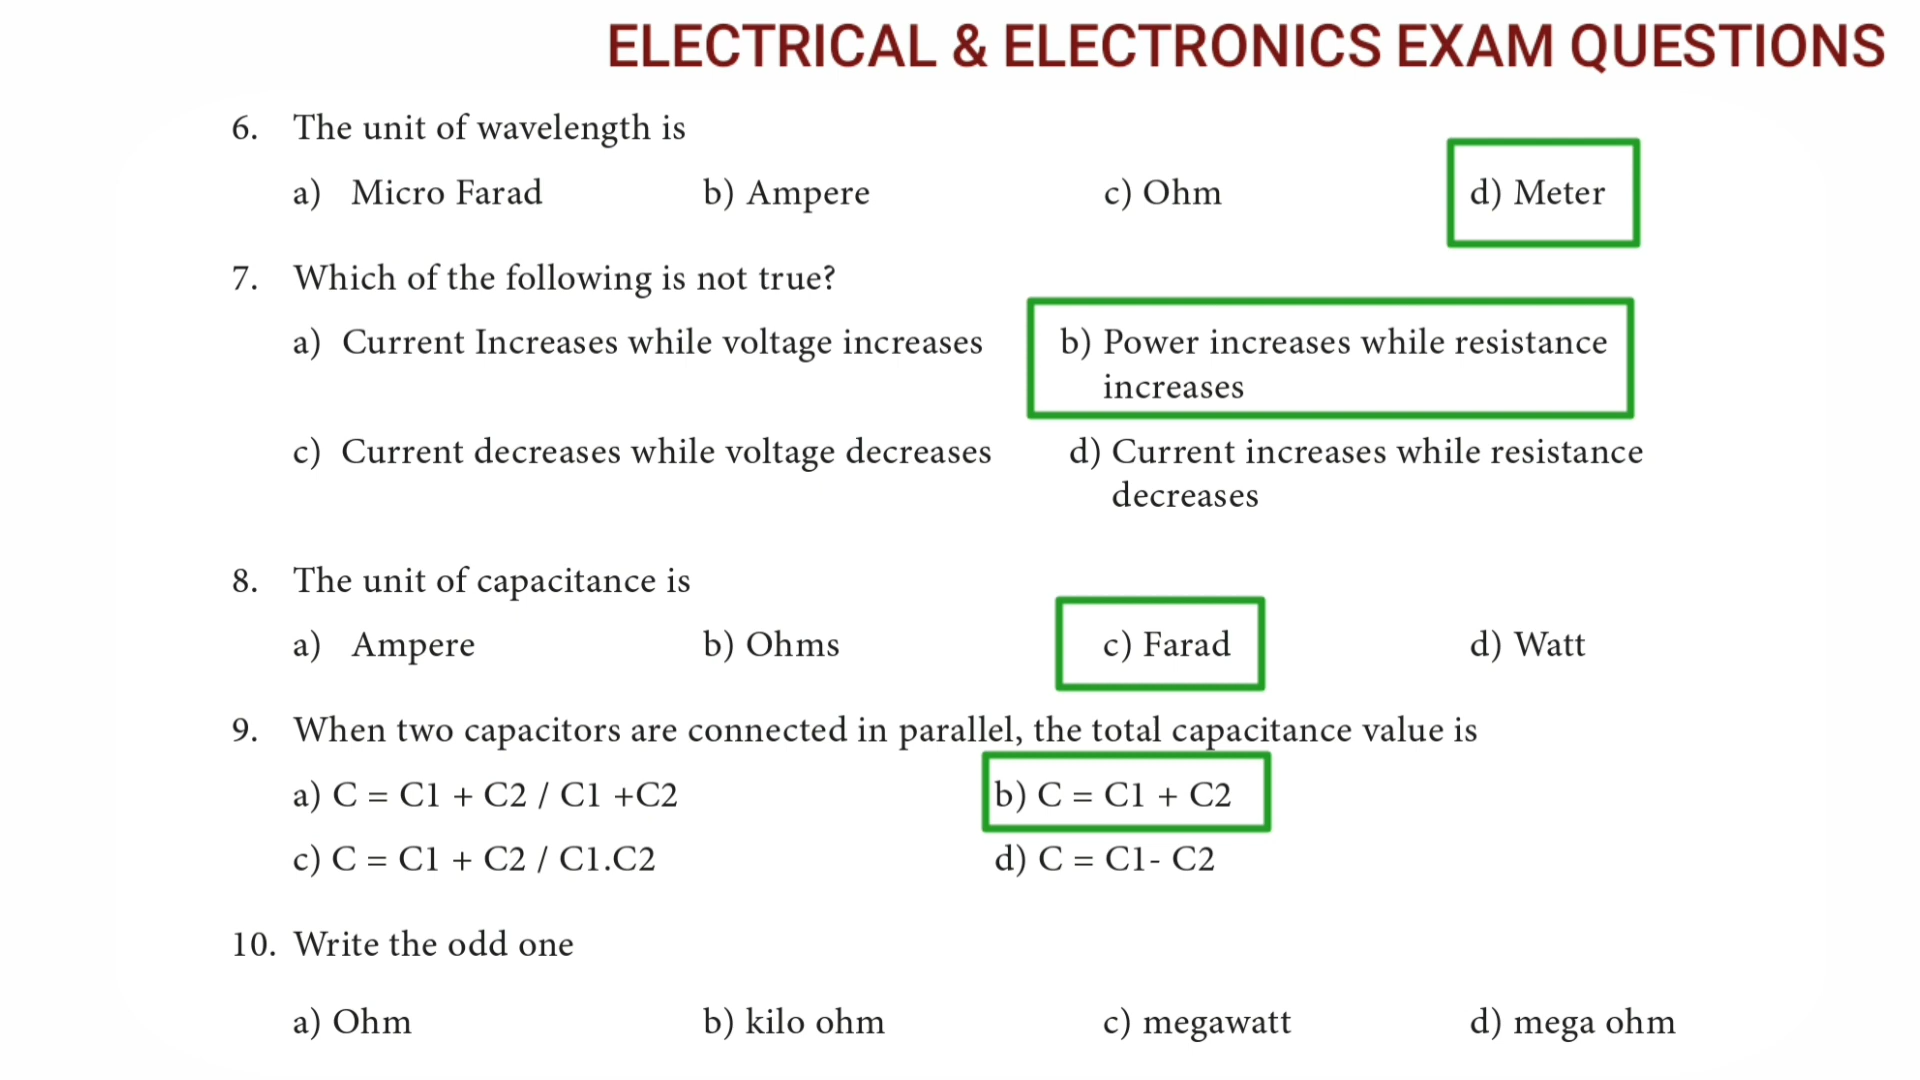 ELECTRICAL & ELECTRONICS EXAM QUESTIONS
6. The unit of wavelength is
a) Micro Farad b) Ampere c) Ohm d) Meter
7. Which of the following is not true?
a) Current Increases while voltage increases b) Power increases while resistance
increases
c) Current decreases while voltage decreases d) Current increases while resistance
decreases
8. The unit of capacitance is
a) Ampere b) Ohms c) Farad d) Watt
9. When two capacitors are connected in parallel, the total capacitance value is
a) C = C1 + C2 / C1 +C2 b) C = C1 + C2
c) C = C1 + C2 / C1.C2 d) C = C1- C2
10. Write the odd one
a) Ohm b) kilo ohm c) megawatt d) mega ohm